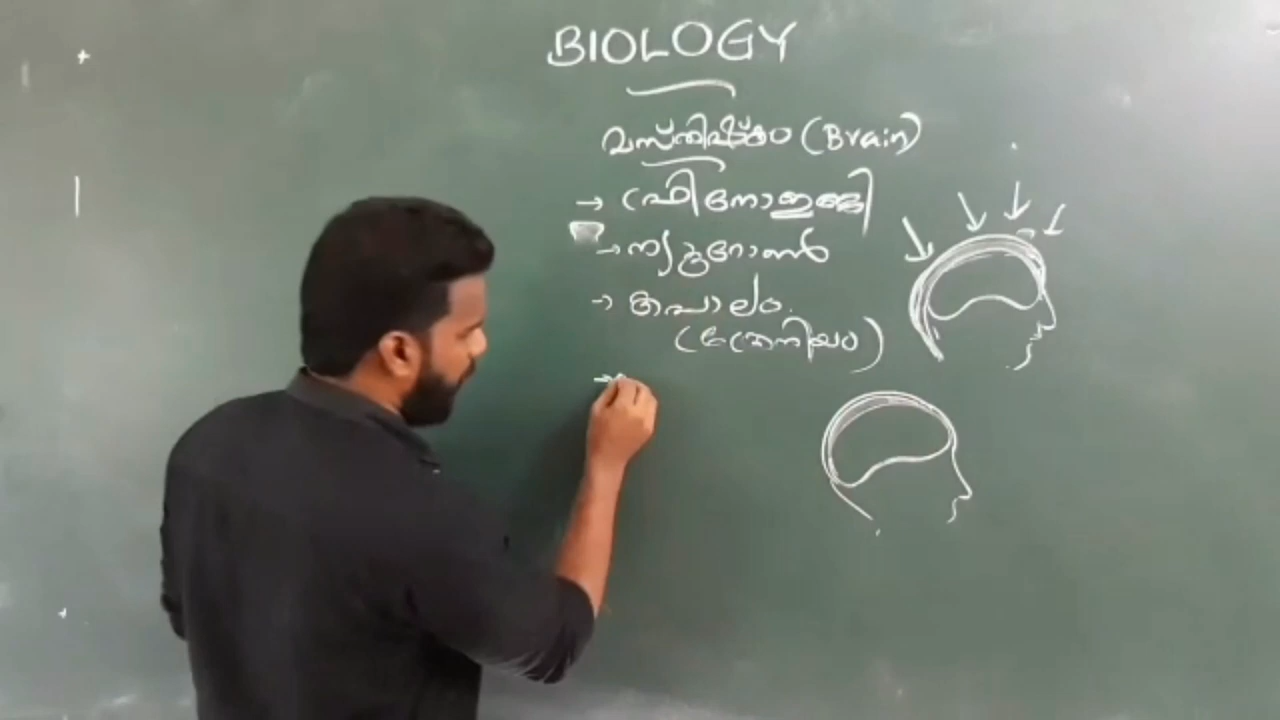 BIOLOGY
മസ്തിഷ്കം (Brain)
→ ഫ്രിനോളജി
→ ന്യൂറോൺ
→ കപാലം.
(ക്രേനിയം)
→